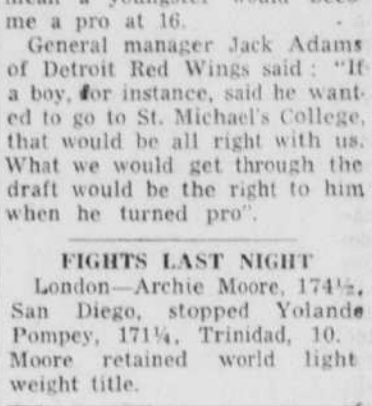 me a pro at 16.
General manager Jack Adams
of Detroit Red Wings said : "If
a boy, for instance, said he want-
ed to go to St. Michael's College,
that would be all right with us.
What we would get through the
draft would be the right to him
when he turned pro".
FIGHTS LAST NIGHT
London—Archie Moore, 174½,
San Diego, stopped Yolande
Pompey, 171¼, Trinidad, 10.
Moore retained world light
weight title.